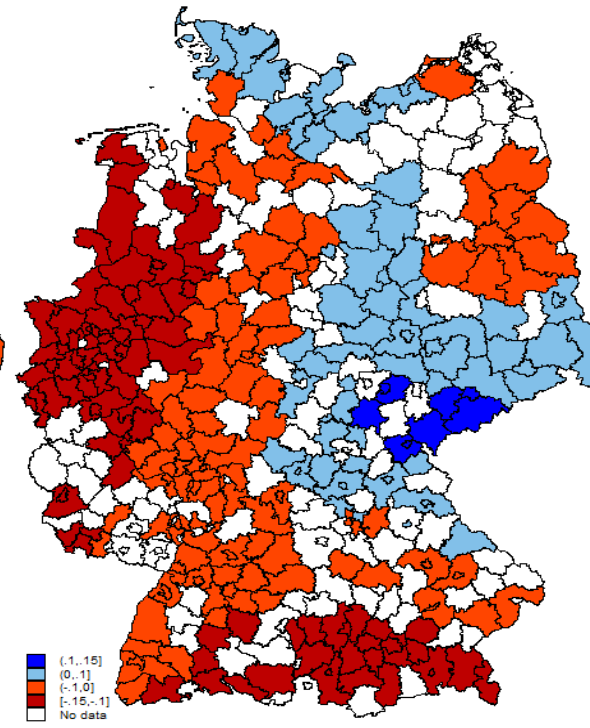 (.1,.15]
(0,.1]
(-.1,0]
[-.15,-.1]
No data